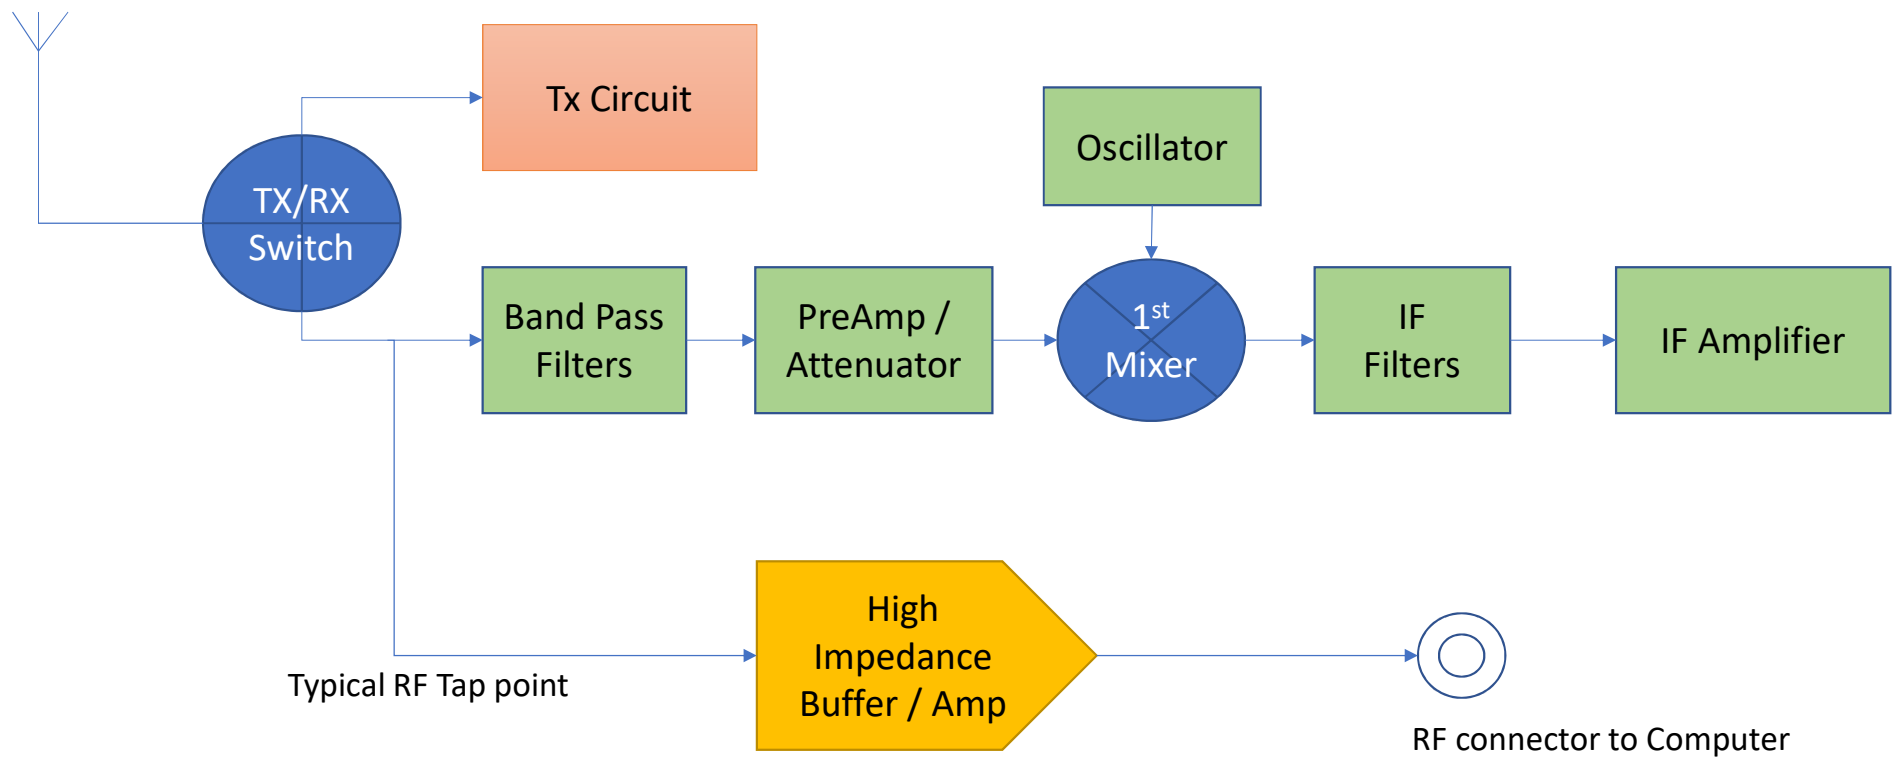 Tx Circuit
Oscillator
TX/RX
Switch
Band Pass
Filters
PreAmp /
Attenuator
1st
Mixer
IF
Filters
IF Amplifier
High
Impedance
Buffer / Amp
Typical RF Tap point
RF connector to Computer